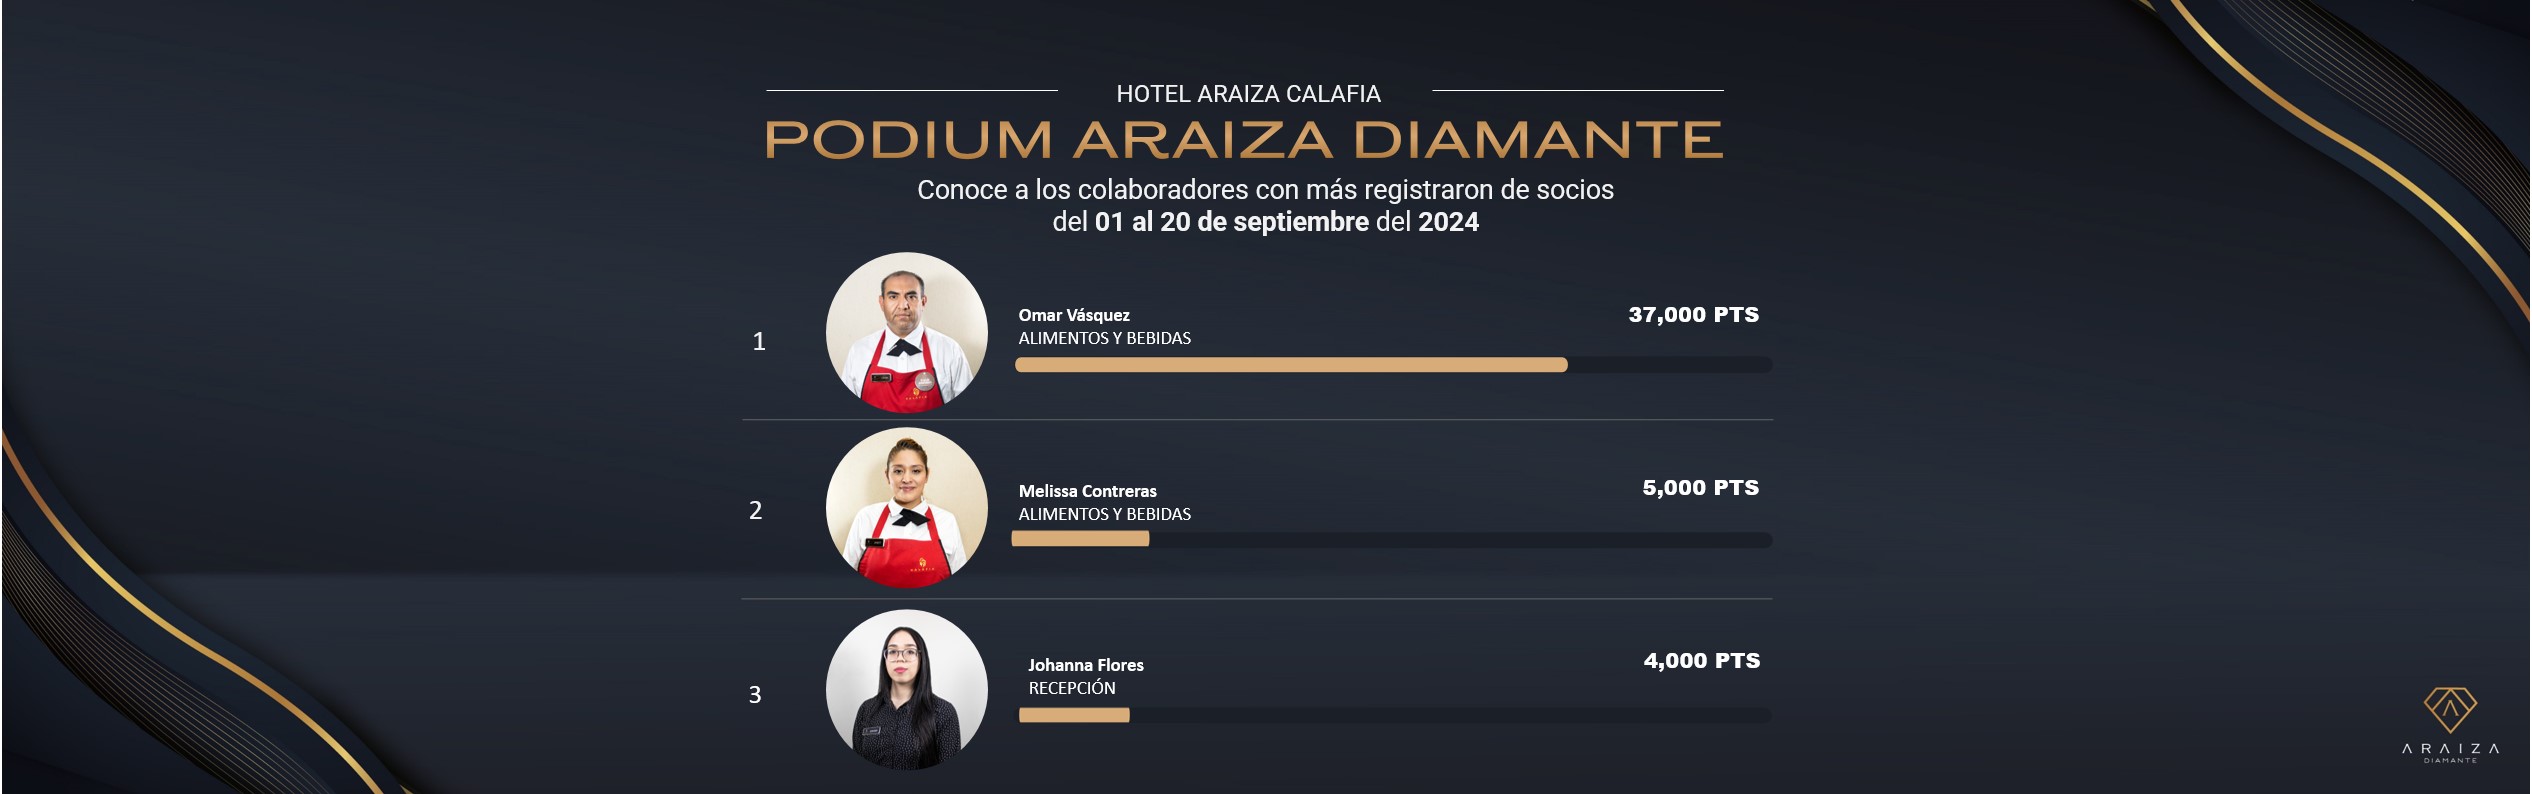 HOTEL ARAIZA CALAFIA
PODIUM ARAIZA DIAMANTE
Conoce a los colaboradores con más registraron de socios
del 01 al 20 de septiembre del 2024
1
Omar Vásquez
ALIMENTOS Y BEBIDAS
37,000 PTS
2
Melissa Contreras
ALIMENTOS Y BEBIDAS
5,000 PTS
3
Johanna Flores
RECEPCIÓN
4,000 PTS
ARAIZA
DIAMANTE